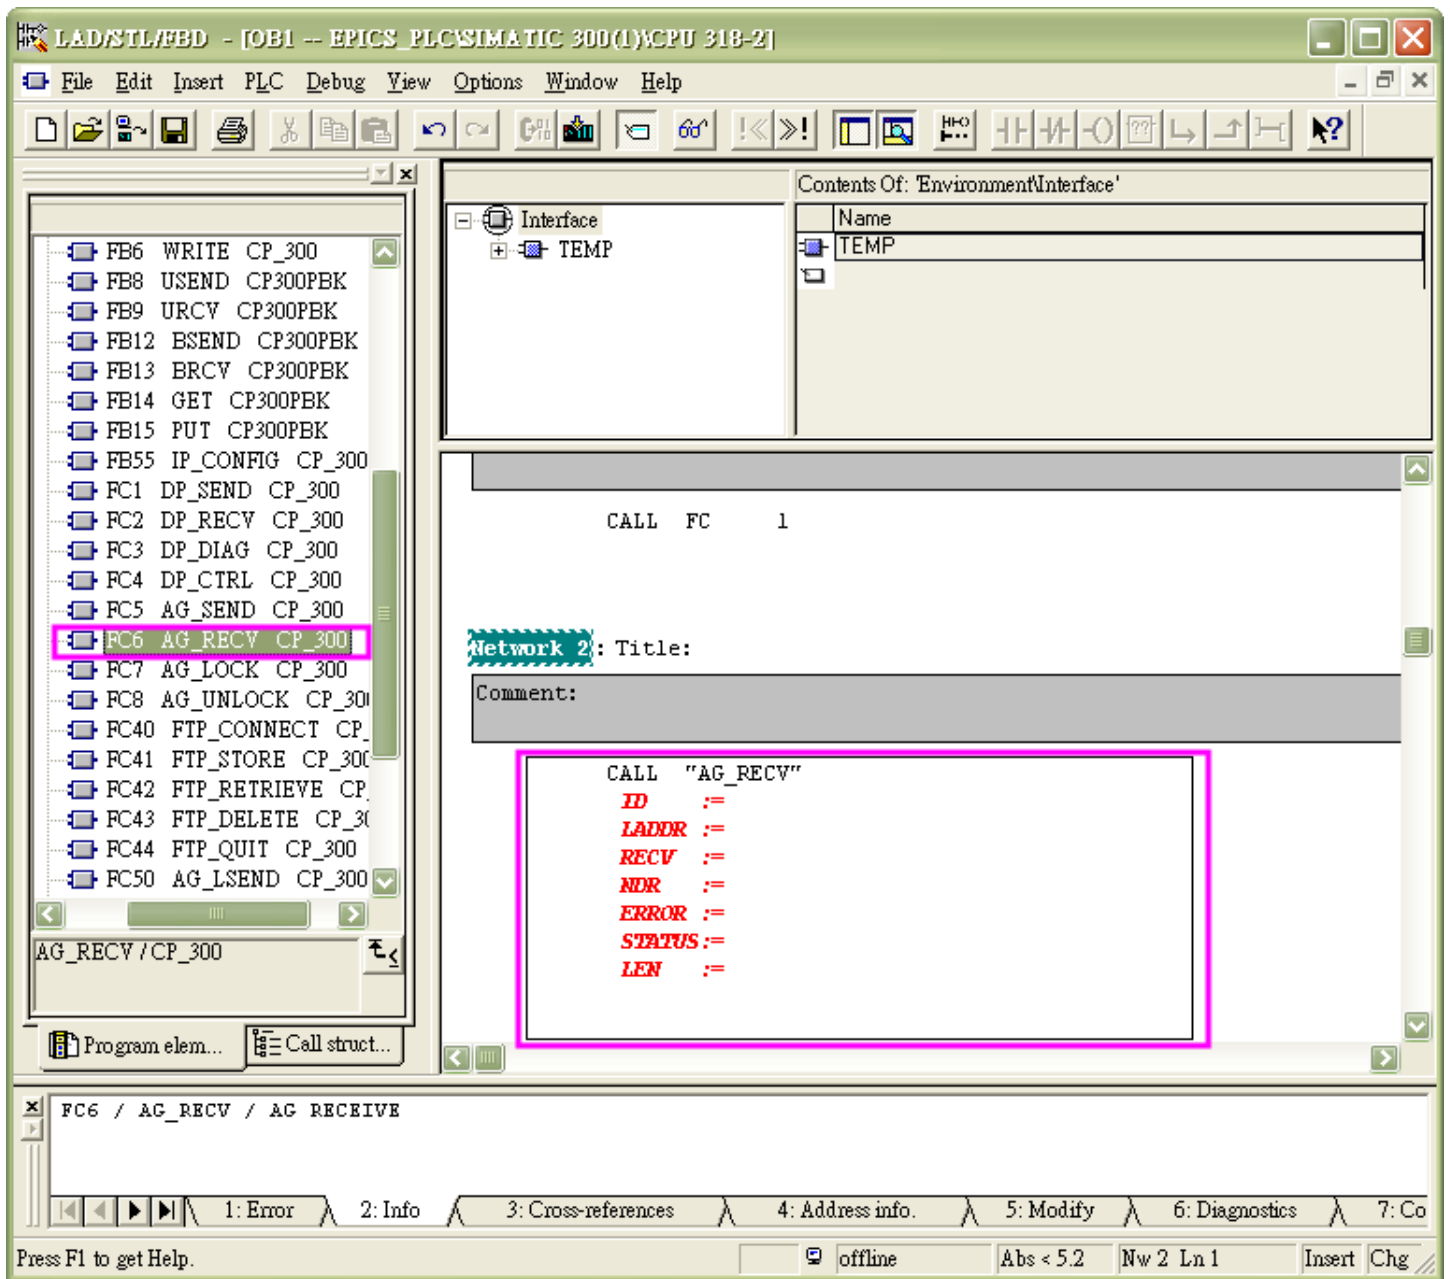 LAD/STL/FBD - [OB1 -- EPICS_PLC\SIMATIC 300(1)\CPU 318-2]
File Edit Insert PLC Debug View Options Window Help
FB6 WRITE CP_300
FB8 USEND CP300PBK
FB9 URCV CP300PBK
FB12 BSEND CP300PBK
FB13 BRCV CP300PBK
FB14 GET CP300PBK
FB15 PUT CP300PBK
FB55 IP_CONFIG CP_300
FC1 DP_SEND CP_300
FC2 DP_RECV CP_300
FC3 DP_DIAG CP_300
FC4 DP_CTRL CP_300
FC5 AG_SEND CP_300
FC6 AG_RECV CP_300
FC7 AG_LOCK CP_300
FC8 AG_UNLOCK CP_30
FC40 FTP_CONNECT CP_
FC41 FTP_STORE CP_300
FC42 FTP_RETRIEVE CP
FC43 FTP_DELETE CP_30
FC44 FTP_QUIT CP_300
FC50 AG_LSEND CP_300
AG_RECV / CP_300
Program elem... Call struct...
Interface
TEMP
Contents Of: 'Environment\Interface'
Name
TEMP
CALL FC 1
Network 2: Title:
Comment:
CALL "AG_RECV"
ID :=
LADDR :=
RECV :=
NDR :=
ERROR :=
STATUS:=
LEN :=
FC6 / AG_RECV / AG RECEIVE
1: Error 2: Info 3: Cross-references 4: Address info. 5: Modify 6: Diagnostics 7: Co
Press F1 to get Help. offline Abs < 5.2 Nw 2 Ln 1 Insert Chg